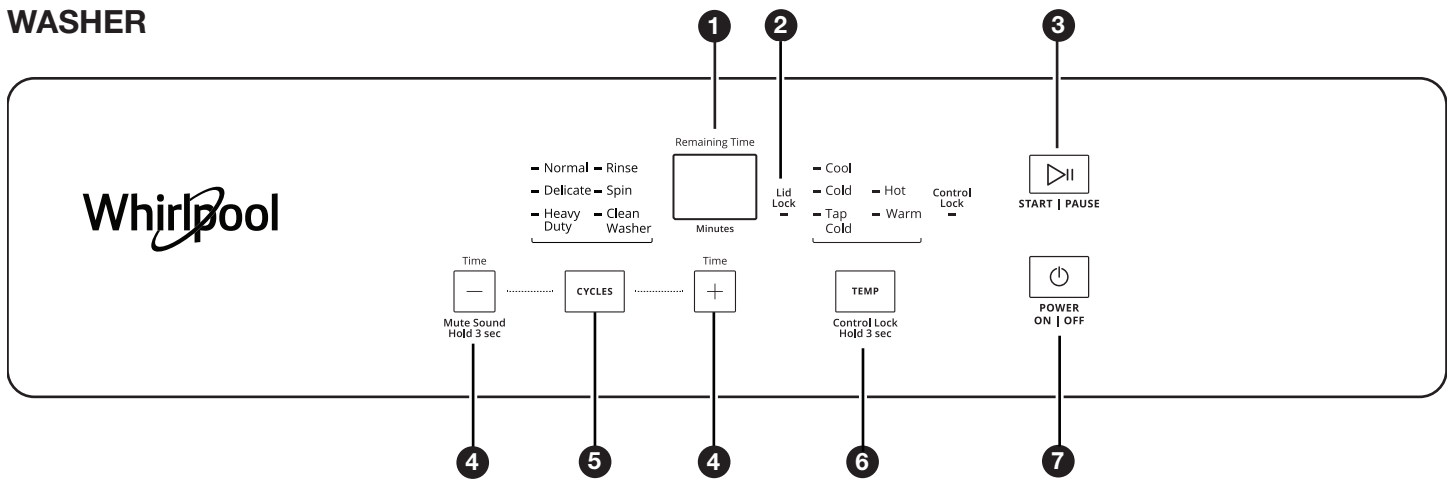 WASHER
1 2 3
Remaining Time
Normal Rinse
Delicate Spin
Heavy Duty
Clean Washer
Minutes
Lid
Lock
Cool
Cold Hot
Tap Cold
Warm
Control
Lock
START | PAUSE
Whirlpool
Time
−
Mute Sound
Hold 3 sec
CYCLES
Time
+
TEMP
Control Lock
Hold 3 sec
POWER
ON | OFF
4 5 4 6 7